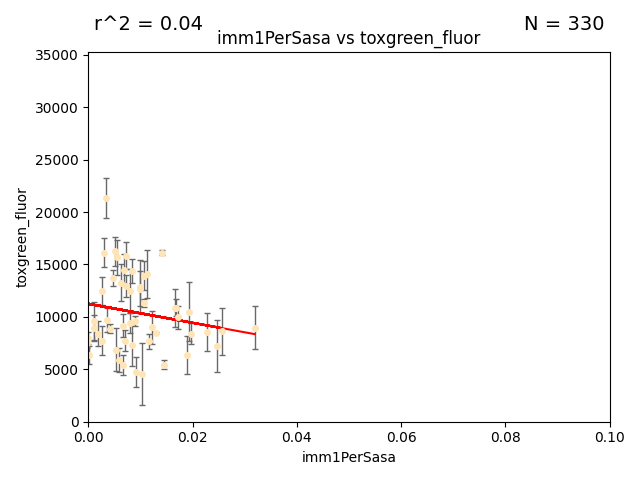 r^2 = 0.04
N = 330
imm1PerSasa vs toxgreen_fluor
35000
30000
25000
20000
15000
10000
5000
0
toxgreen_fluor
0.00
0.02
0.04
0.06
0.08
0.10
imm1PerSasa